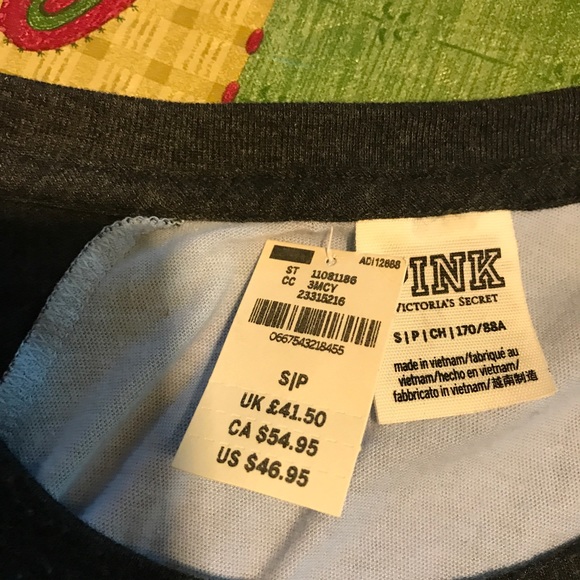 ADI12688
ST 11081186
CC 3MCY
23315216
0667543218455
S|P
UK £41.50
CA $54.95
US $46.95
PINK
VICTORIA'S SECRET
S | P | CH | 170/88A
made in vietnam/fabriqué au
vietnam/hecho en vietnam/
fabbricato in vietnam/越南制造